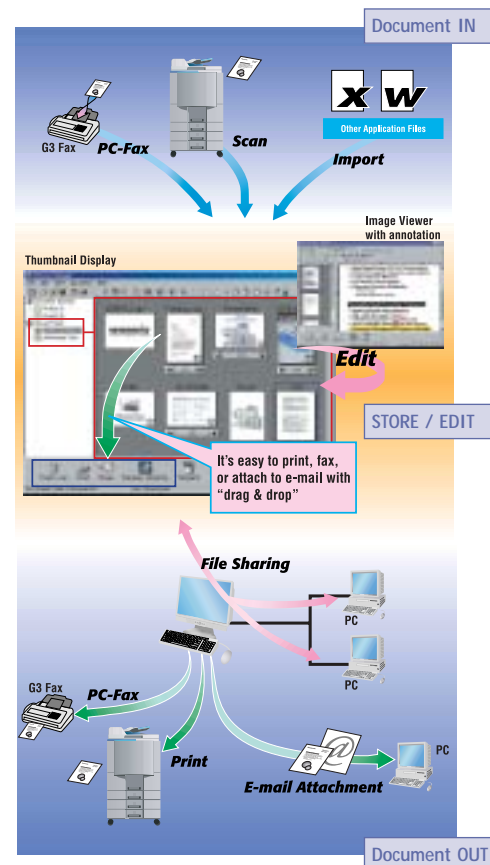 Document IN
X W
Other Application Files
G3 Fax
PC-Fax
Scan
Import
Image Viewer
with annotation
Thumbnail Display
Edit
STORE / EDIT
It's easy to print, fax,
or attach to e-mail with
“drag & drop”
File Sharing
PC
PC
G3 Fax
PC-Fax
Print
PC
@
E-mail Attachment
Document OUT